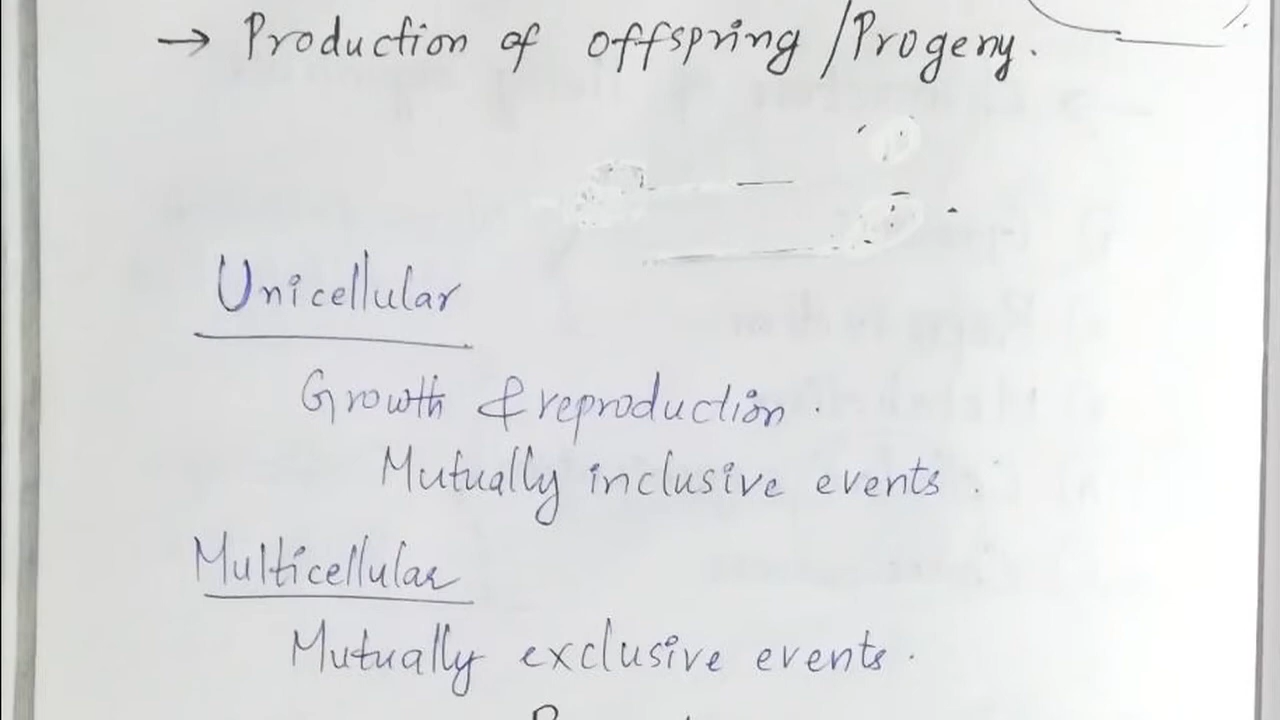 → Production of offspring /Progeny.
Unicellular
Growth & reproduction.
Mutually inclusive events.
Multicellular
Mutually exclusive events.